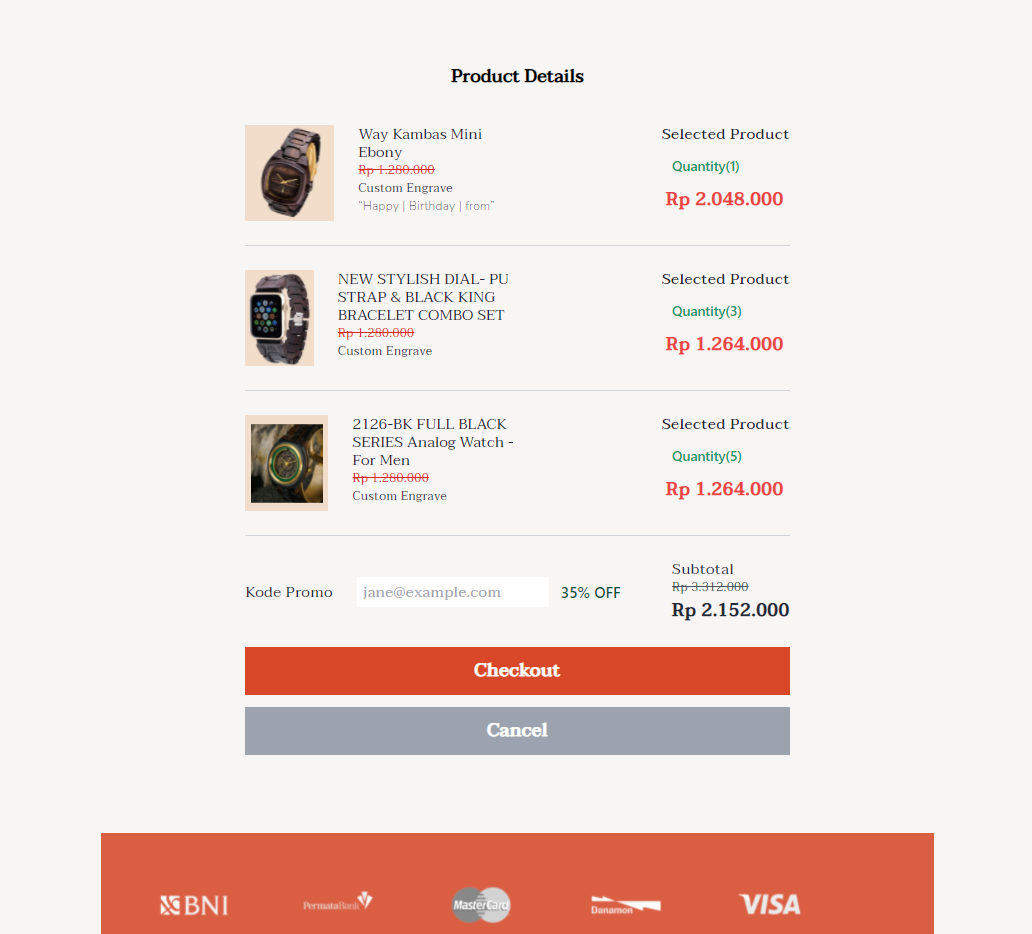 Product Details
Way Kambas Mini
Ebony
Rp 1.280.000
Custom Engrave
“Happy | Birthday | from”
Selected Product
Quantity(1)
Rp 2.048.000
NEW STYLISH DIAL- PU
STRAP & BLACK KING
BRACELET COMBO SET
Rp 1.280.000
Custom Engrave
Selected Product
Quantity(3)
Rp 1.264.000
2126-BK FULL BLACK
SERIES Analog Watch -
For Men
Rp 1.280.000
Custom Engrave
Selected Product
Quantity(5)
Rp 1.264.000
Kode Promo
jane@example.com
35% OFF
Subtotal
Rp 3.312.000
Rp 2.152.000
Checkout
Cancel
BNI
PermataBank
MasterCard
Danamon
VISA